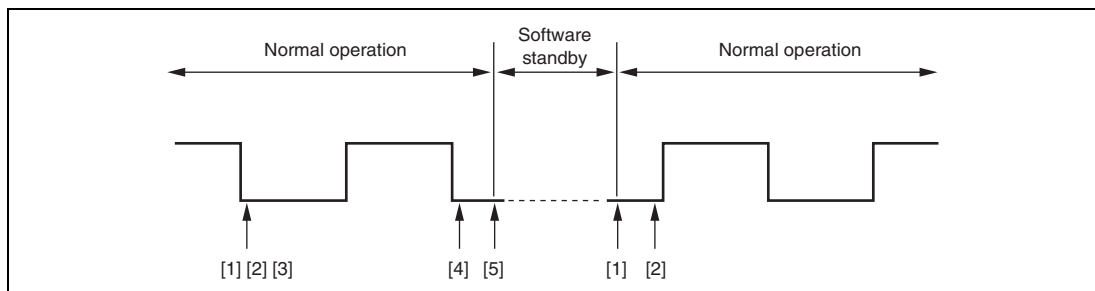 Normal operation
Software
standby
Normal operation
[1] [2] [3]
[4]
[5]
[1]
[2]